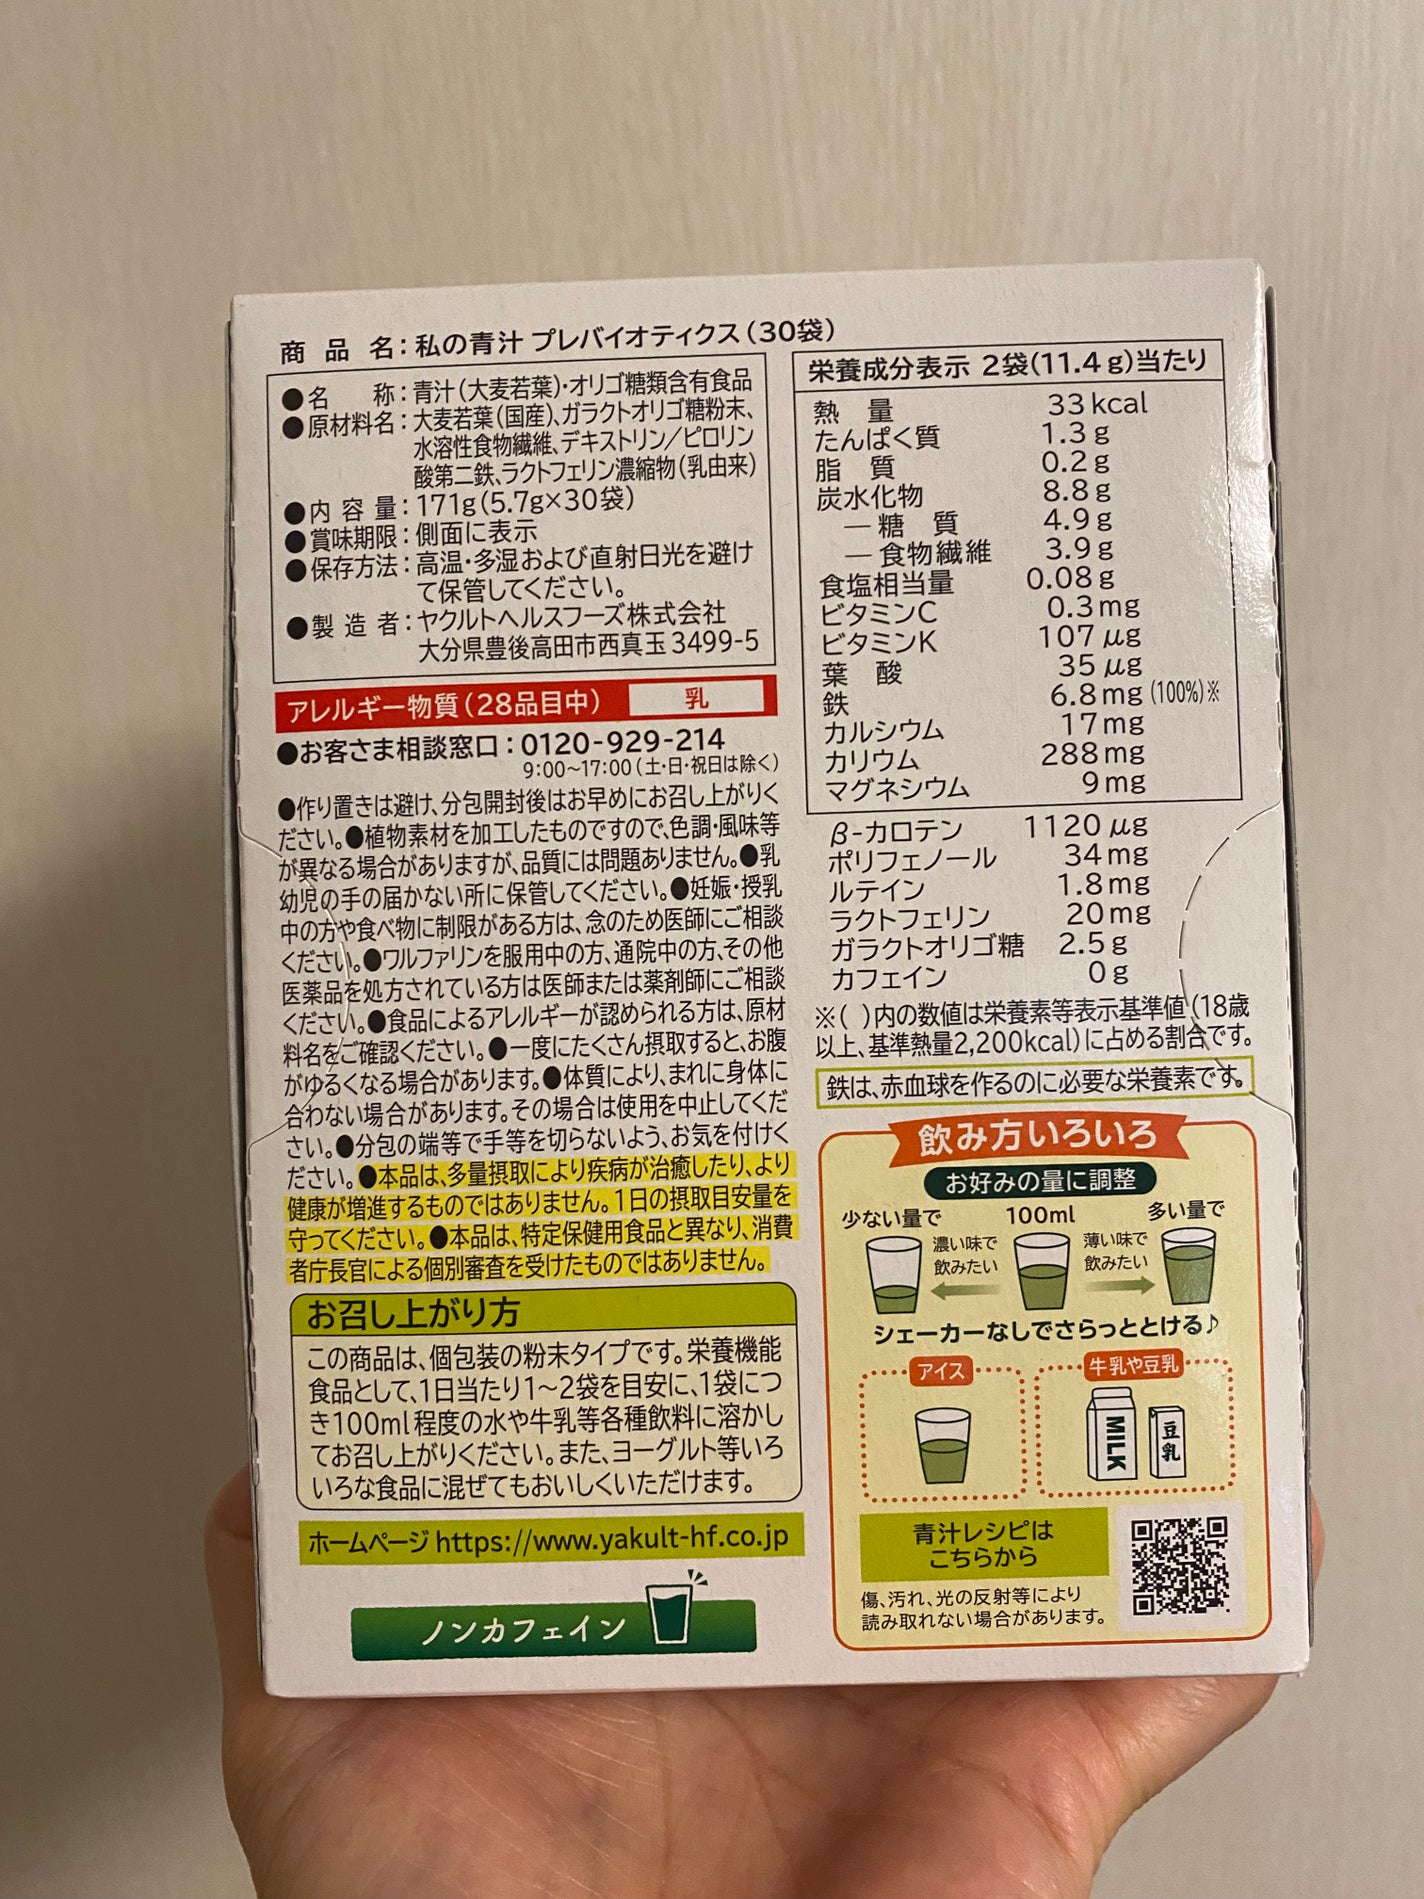 商品名：私の青汁 プレバイオティクス（30袋）
●名称：青汁（大麦若葉）・オリゴ糖類含有食品
●原材料名：大麦若葉（国産）、ガラクトオリゴ糖粉末、
水溶性食物繊維、デキストリン／ピロリン
酸第二鉄、ラクトフェリン濃縮物（乳由来）
●内容量：171g（5.7g×30袋）
●賞味期限：側面に表示
●保存方法：高温・多湿および直射日光を避け
て保管してください。
●製造者：ヤクルトヘルスフーズ株式会社
大分県豊後高田市西真玉3499-5
アレルギー物質（28品目中） 乳
●お客さま相談窓口：0120-929-214
9:00〜17:00（土・日・祝日は除く）
●作り置きは避け、分包開封後はお早めにお召し上がりく
ださい。●植物素材を加工したものですので、色調・風味等
が異なる場合がありますが、品質には問題ありません。●乳
幼児の手の届かない所に保管してください。●妊娠・授乳
中の方や食べ物に制限がある方は、念のため医師にご相談
ください。●ワルファリンを服用中の方、通院中の方、その他
医薬品を処方されている方は医師または薬剤師にご相談
ください。●食品によるアレルギーが認められる方は、原材
料名をご確認ください。●一度にたくさん摂取すると、お腹
がゆるくなる場合があります。●体質により、まれに身体に
合わない場合があります。その場合は使用を中止してくだ
さい。●分包の端等で手等を切らないよう、お気を付けく
ださい。●本品は、多量摂取により疾病が治癒したり、より
健康が増進するものではありません。1日の摂取目安量を
守ってください。●本品は、特定保健用食品と異なり、消費
者庁長官による個別審査を受けたものではありません。
お召し上がり方
この商品は、個包装の粉末タイプです。栄養機能
食品として、1日当たり1〜2袋を目安に、1袋につ
き100ml程度の水や牛乳等各種飲料に溶かし
てお召し上がりください。また、ヨーグルト等いろ
いろな食品に混ぜてもおいしくいただけます。
ホームページ https://www.yakult-hf.co.jp
ノンカフェイン
栄養成分表示 2袋（11.4g）当たり
熱量 33kcal
たんぱく質 1.3g
脂質 0.2g
炭水化物 8.8g
―糖質 4.9g
―食物繊維 3.9g
食塩相当量 0.08g
ビタミンC 0.3mg
ビタミンK 107μg
葉酸 35μg
鉄 6.8mg（100%）※
カルシウム 17mg
カリウム 288mg
マグネシウム 9mg
β-カロテン 1120μg
ポリフェノール 34mg
ルテイン 1.8mg
ラクトフェリン 20mg
ガラクトオリゴ糖 2.5g
カフェイン 0g
※（ ）内の数値は栄養素等表示基準値（18歳
以上、基準熱量2,200kcal）に占める割合です。
鉄は、赤血球を作るのに必要な栄養素です。
飲み方いろいろ
お好みの量に調整
少ない量で 100ml 多い量で
濃い味で 薄い味で
飲みたい 飲みたい
シェーカーなしでさらっととける♪
アイス 牛乳や豆乳
MILK 豆乳
青汁レシピは
こちらから
傷、汚れ、光の反射等により
読み取れない場合があります。